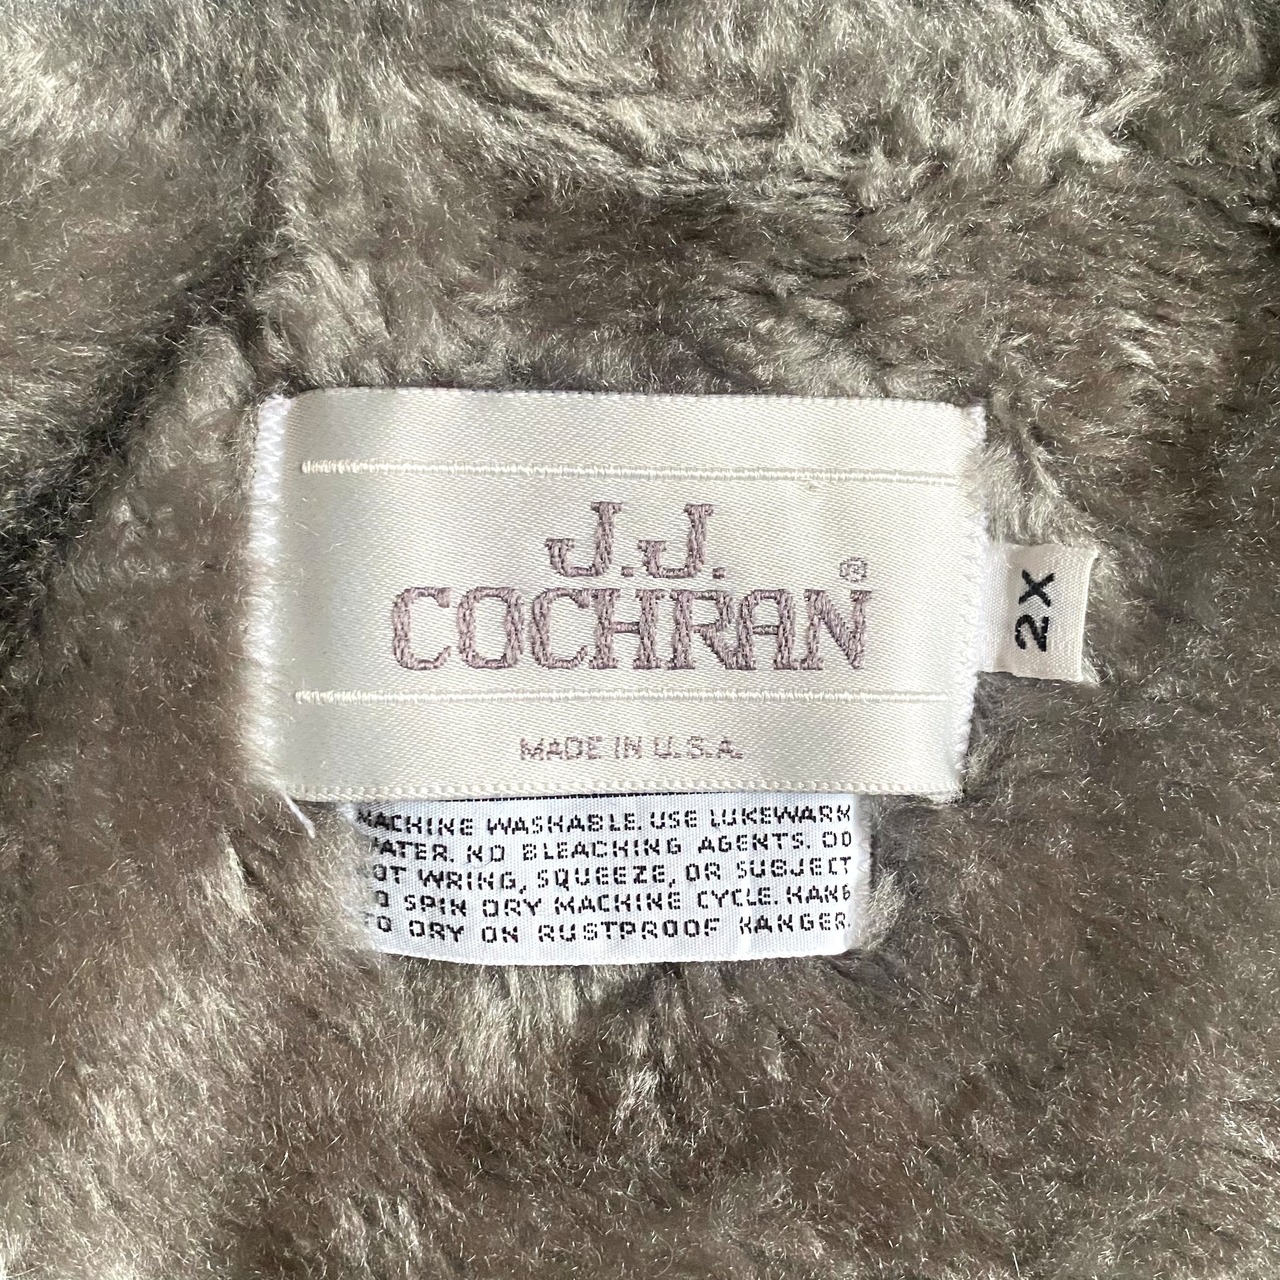 J.J.
COCHRAN®
MADE IN U.S.A.
2X
MACHINE WASHABLE. USE LUKEWARM
WATER. NO BLEACHING AGENTS. DO
NOT WRING, SQUEEZE, OR SUBJECT
TO SPIN DRY MACHINE CYCLE. HANG
TO DRY ON RUSTPROOF HANGER.